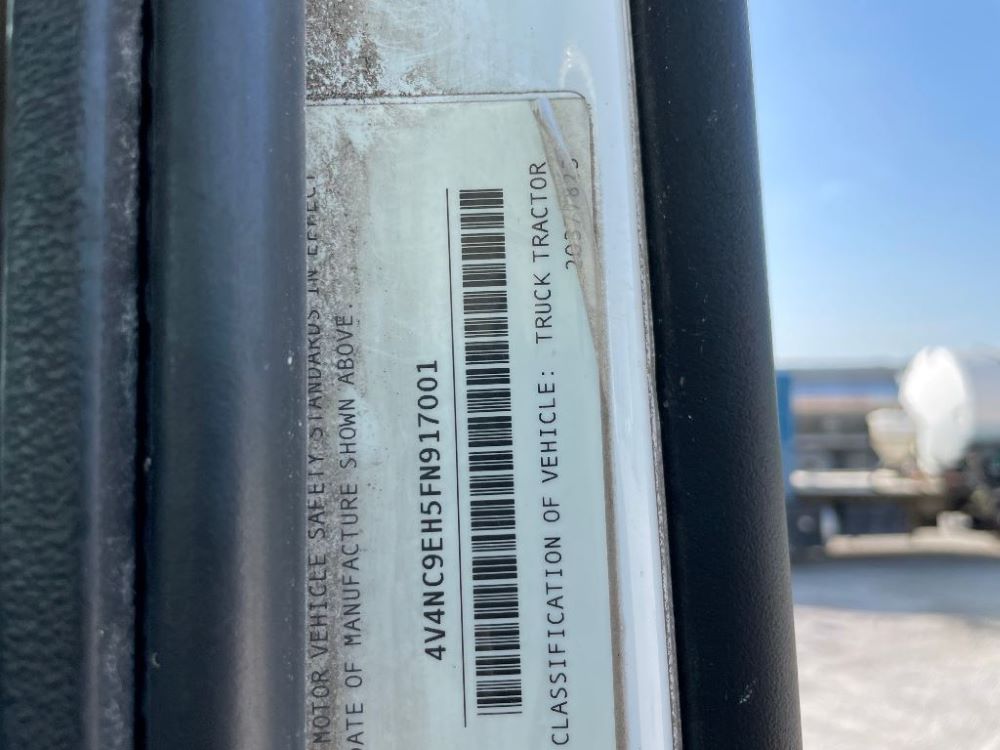 MOTOR VEHICLE SAFETY STANDARDS IN EFFECT
DATE OF MANUFACTURE SHOWN ABOVE.
4V4NC9EH5FN917001
CLASSIFICATION OF VEHICLE: TRUCK TRACTOR